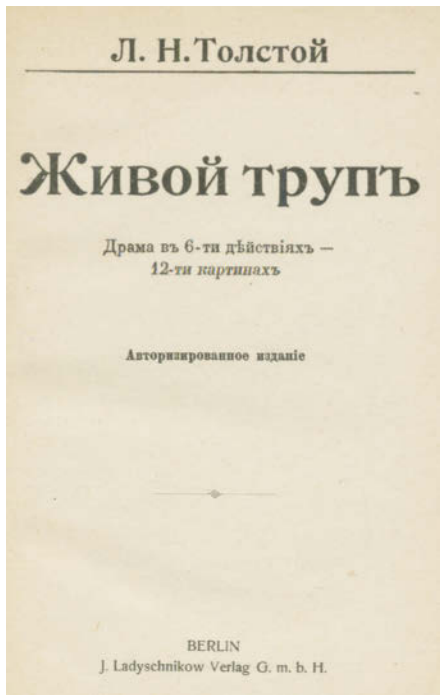 Л. Н. Толстой
Живой трупъ
Драма въ 6-ти дѣйствіяхъ —
12-ти картинахъ
Авторизированное изданіе
BERLIN
J. Ladyschnikow Verlag G. m. b. H.